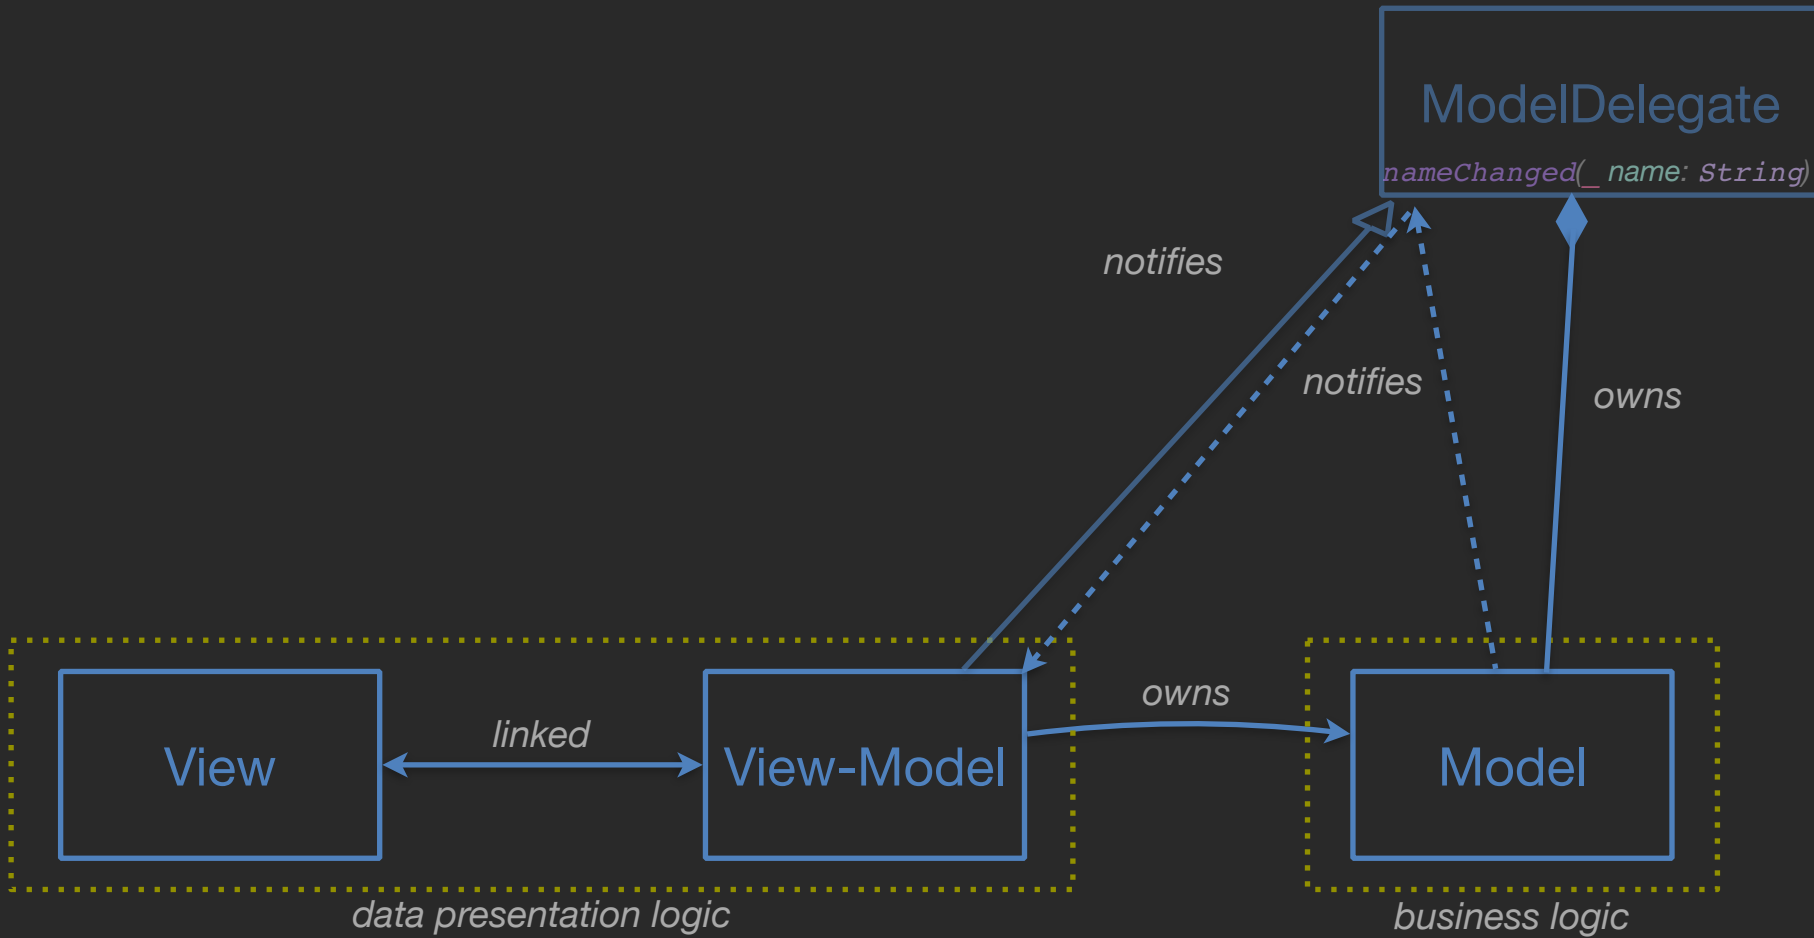 ModelDelegate
nameChanged(_ name: String)
notifies
notifies
owns
owns
linked
View
View-Model
Model
data presentation logic
business logic